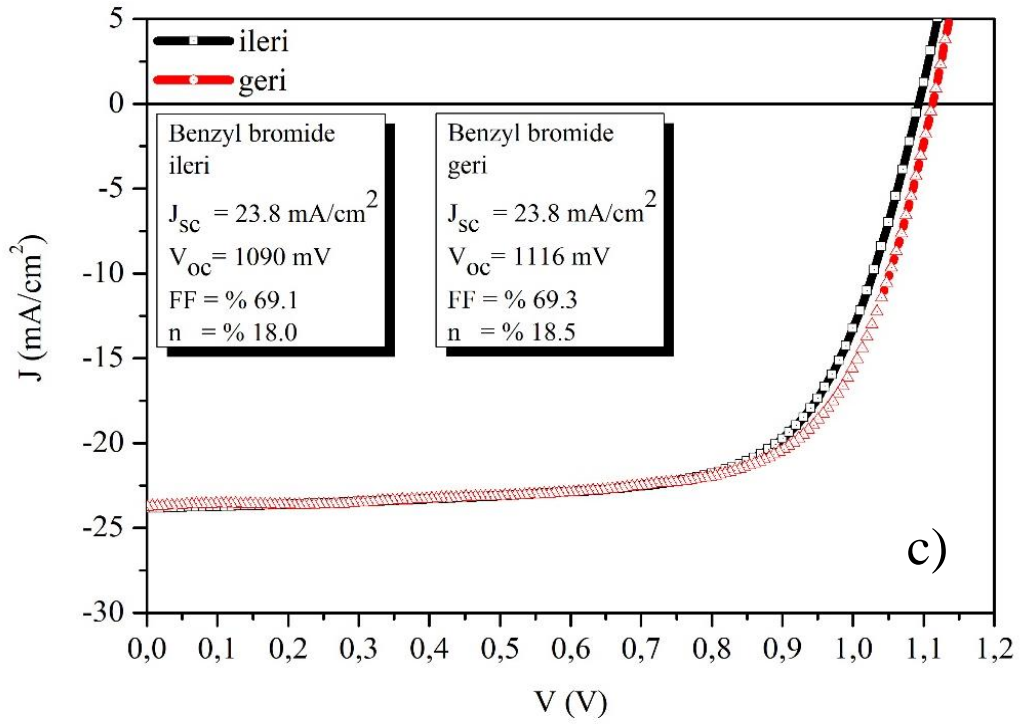 5
0
-5
-10
-15
-20
-25
-30
J (mA/cm²)
ileri
geri
Benzyl bromide
ileri
Jsc = 23.8 mA/cm²
Voc= 1090 mV
FF = % 69.1
n = % 18.0
Benzyl bromide
geri
Jsc = 23.8 mA/cm²
Voc= 1116 mV
FF = % 69.3
n = % 18.5
c)
0,0 0,1 0,2 0,3 0,4 0,5 0,6 0,7 0,8 0,9 1,0 1,1 1,2
V (V)